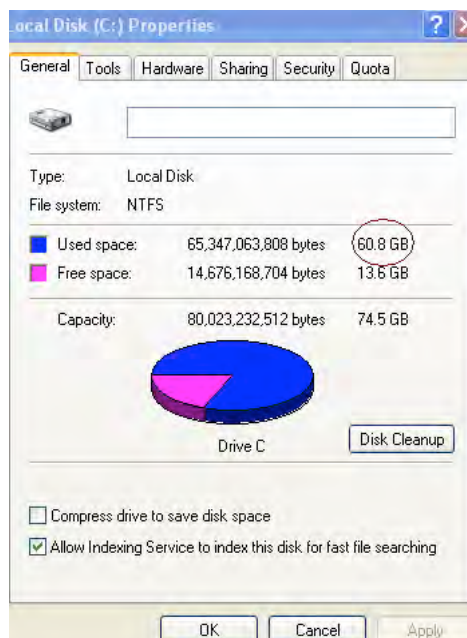 ocal Disk (C:) Properties
General Tools Hardware Sharing Security Quota
Type: Local Disk
File system: NTFS
Used space: 65,347,063,808 bytes 60.8 GB
Free space: 14,676,168,704 bytes 13.6 GB
Capacity: 80,023,232,512 bytes 74.5 GB
Drive C
Disk Cleanup
Compress drive to save disk space
Allow Indexing Service to index this disk for fast file searching
OK Cancel Apply